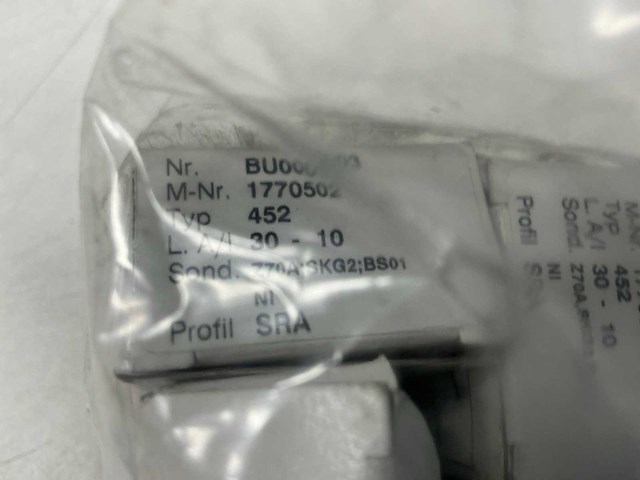 Nr.
M-Nr. 1770502
Typ 452
L. A/I 30 - 10
Sond. Z70A;SKG2;BS01
NI
Profil SRA
M-Nr.
Typ 452
L. A/I 30 - 10
Sond.
NI
Profil